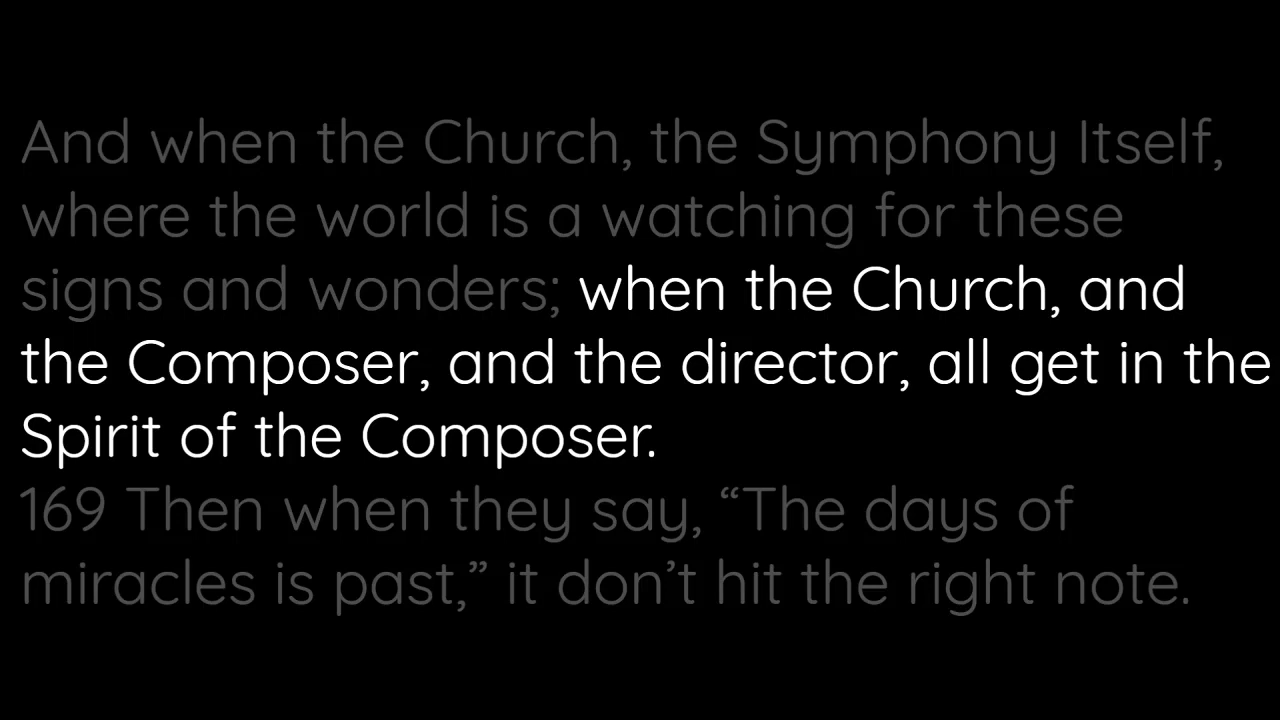 And when the Church, the Symphony Itself,
where the world is a watching for these
signs and wonders; when the Church, and
the Composer, and the director, all get in the
Spirit of the Composer.
169 Then when they say, “The days of
miracles is past,” it don’t hit the right note.